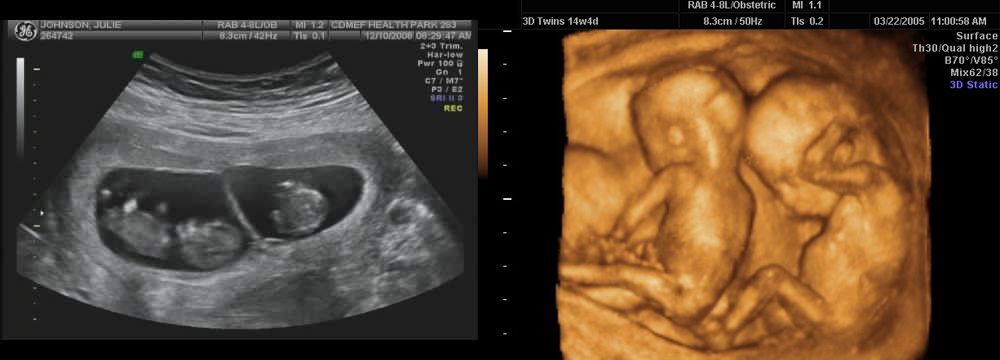 JOHNSON, JULIE RAB 4-8L/OB MI 1.2 CDMEF HEALTH PARK 283
264742 8.3cm / 42Hz TIs 0.1 12/10/2008 08:29:47 AM
2+3 Trim.
Har-low
Pwr 100
Gn 1
C7 / M7
P3 / E2
SRI II 3
REC
RAB 4-8L/Obstetric MI 1.1
3D Twins 14w4d 8.3cm / 50Hz TIs 0.2 03/22/2005 11:00:58 AM
Surface
Th30/Qual high2
B70°/V85°
Mix62/38
3D Static